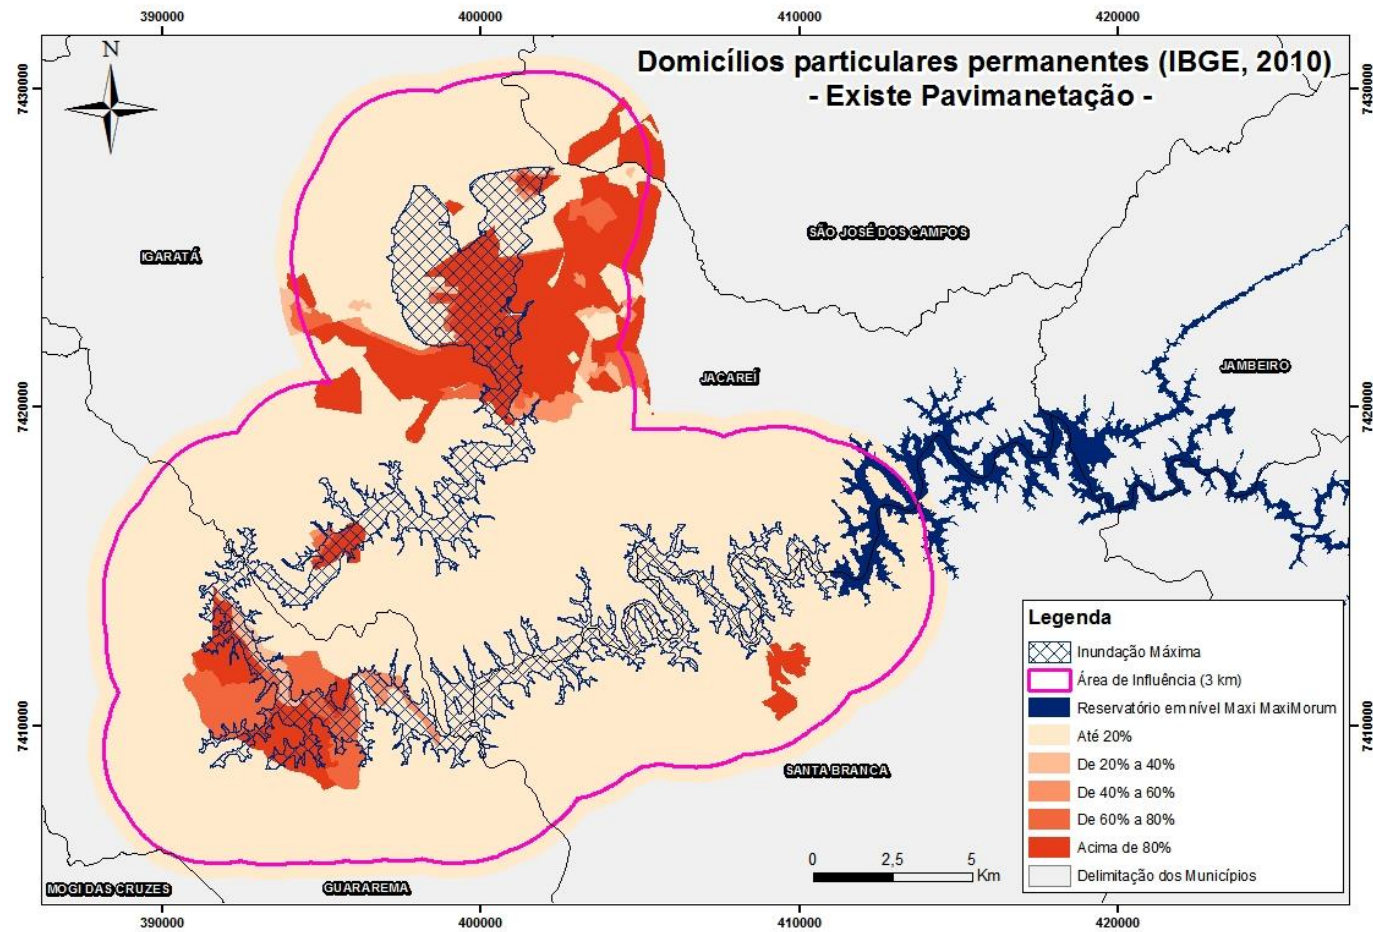 390000
400000
410000
420000
N
Domicílios particulares permanentes (IBGE, 2010)
- Existe Pavimanetação -
7430000
7430000
SÃO JOSÉ DOS CAMPOS
IGARATÁ
JAMBEIRO
JACAREÍ
7420000
7420000
Legenda
Inundação Máxima
Área de Influência (3 km)
Reservatório em nível Maxi MaxiMorum
Até 20%
De 20% a 40%
De 40% a 60%
De 60% a 80%
Acima de 80%
Delimitação dos Municípios
7410000
7410000
SANTA BRANCA
0
2,5
5
Km
MOGI DAS CRUZES
GUARAREMA
390000
400000
410000
420000